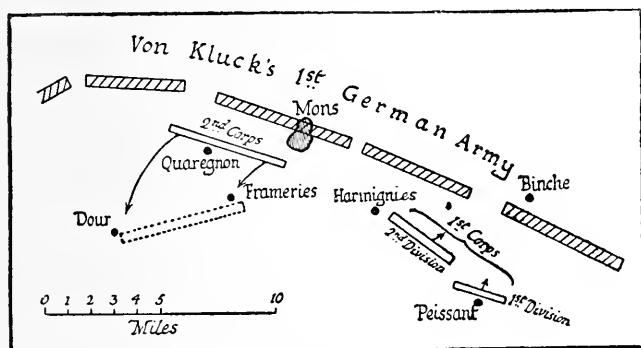 Von Kluck's 1st German Army
Mons
2nd Corps
Quaregnon
Binche
Frameries
Harmignies
1st Corps
Dour
2nd Division
1st Division
Peissant
0 1 2 3 4 5 10
Miles